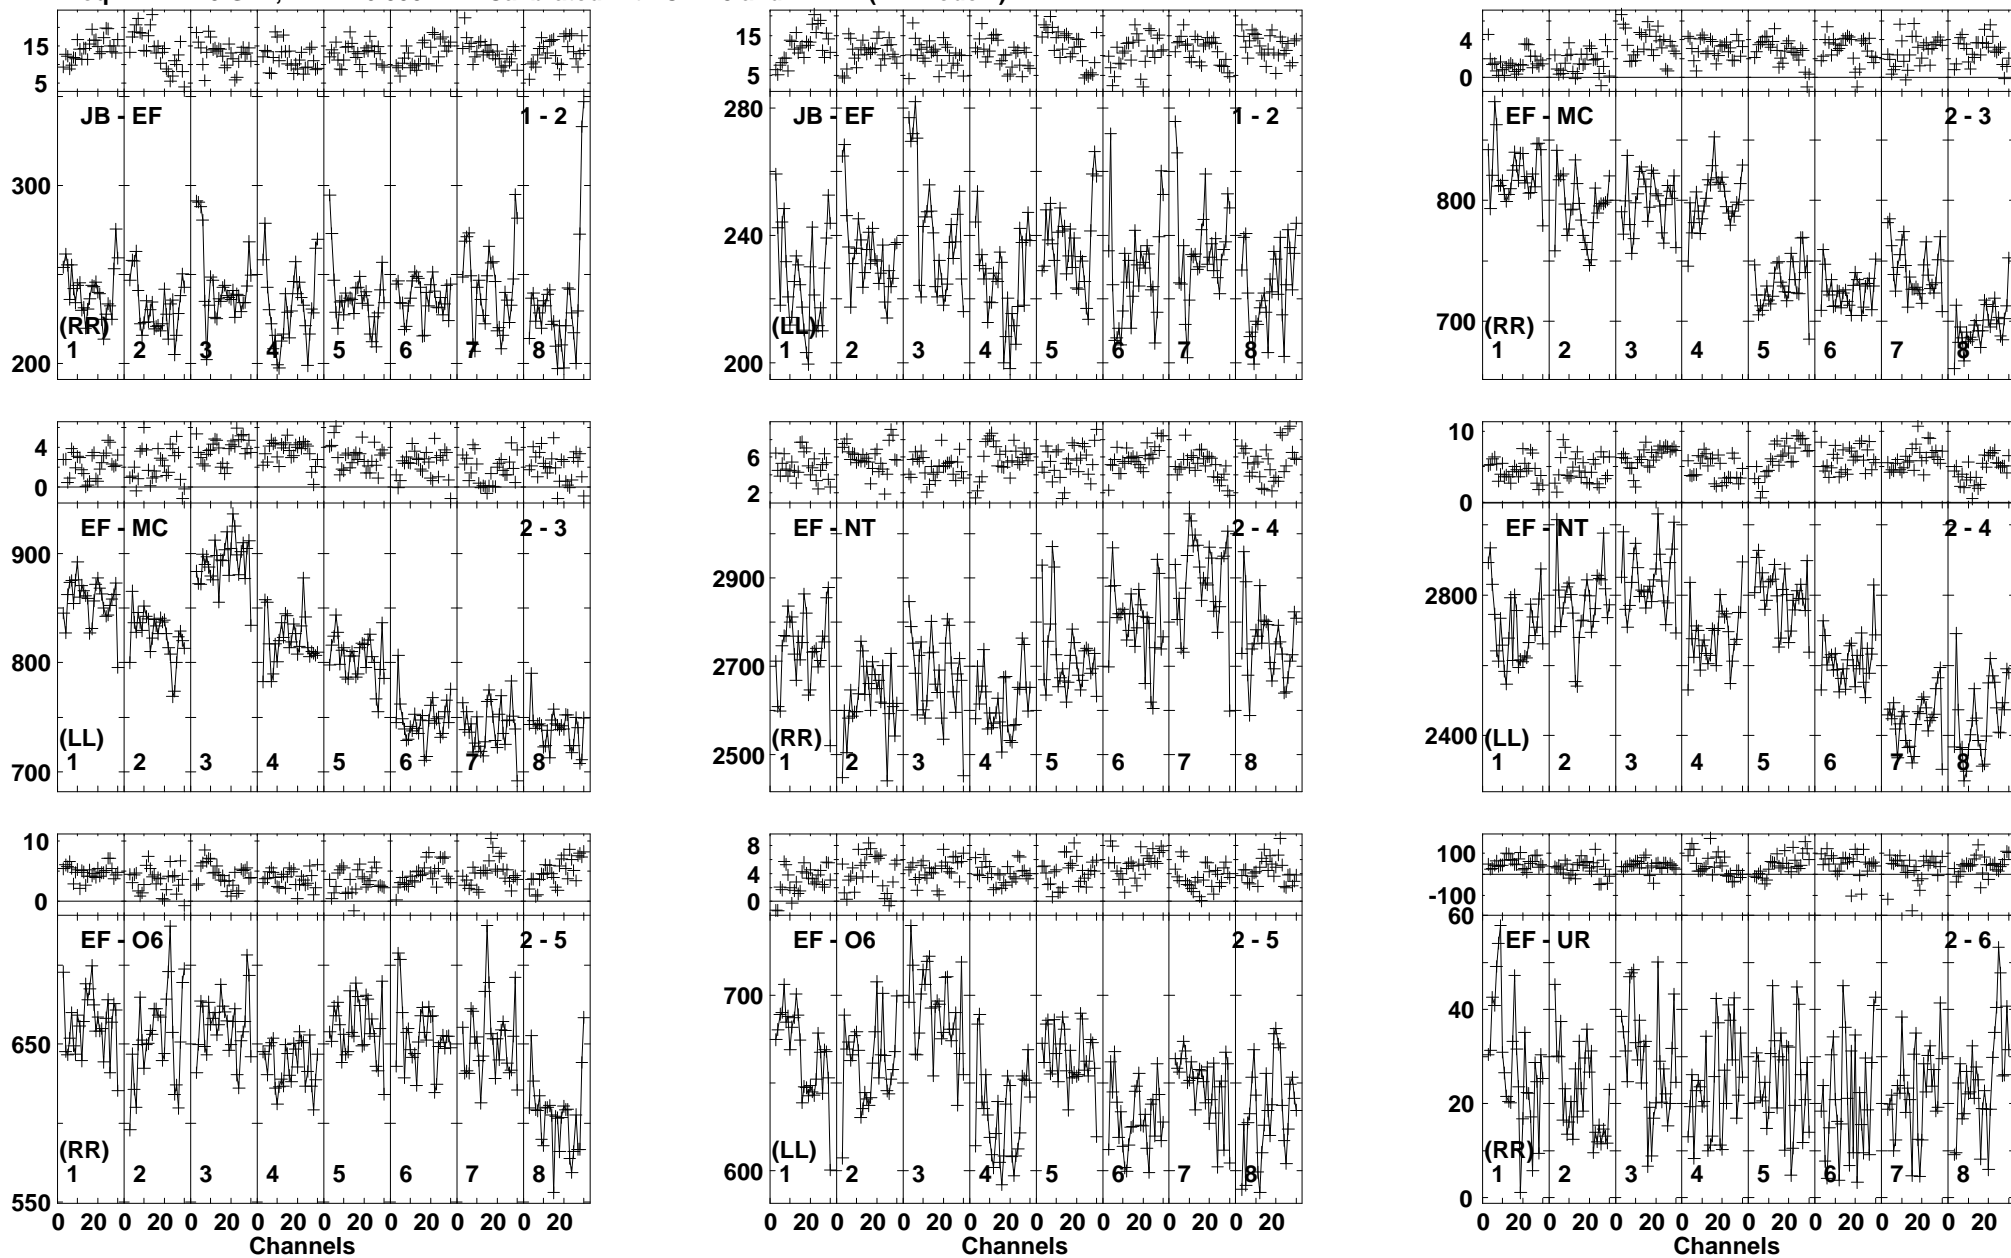 15
5
JB - EF
1 - 2
300
200
(RR)
1 2 3 4 5 6 7 8
15
5
JB - EF
1 - 2
280
240
200
(LL)
1 2 3 4 5 6 7 8
4
0
EF - MC
2 - 3
800
700
(RR)
1 2 3 4 5 6 7 8
4
0
EF - MC
2 - 3
900
800
700
(LL)
1 2 3 4 5 6 7 8
6
2
EF - NT
2 - 4
2900
2700
2500
(RR)
1 2 3 4 5 6 7 8
10
0
EF - NT
2 - 4
2800
2400
(LL)
1 2 3 4 5 6 7 8
10
0
EF - O6
2 - 5
650
550
(RR)
1 2 3 4 5 6 7 8
0 20 0 20 0 20 0 20 0 20 0 20 0 20 0 20
Channels
8
4
0
EF - O6
2 - 5
700
600
(LL)
1 2 3 4 5 6 7 8
0 20 0 20 0 20 0 20 0 20 0 20 0 20 0 20
Channels
100
-100
60
EF - UR
2 - 6
40
20
0
(RR)
1 2 3 4 5 6 7 8
0 20 0 20 0 20 0 20 0 20 0 20 0 20 0 20
Channels